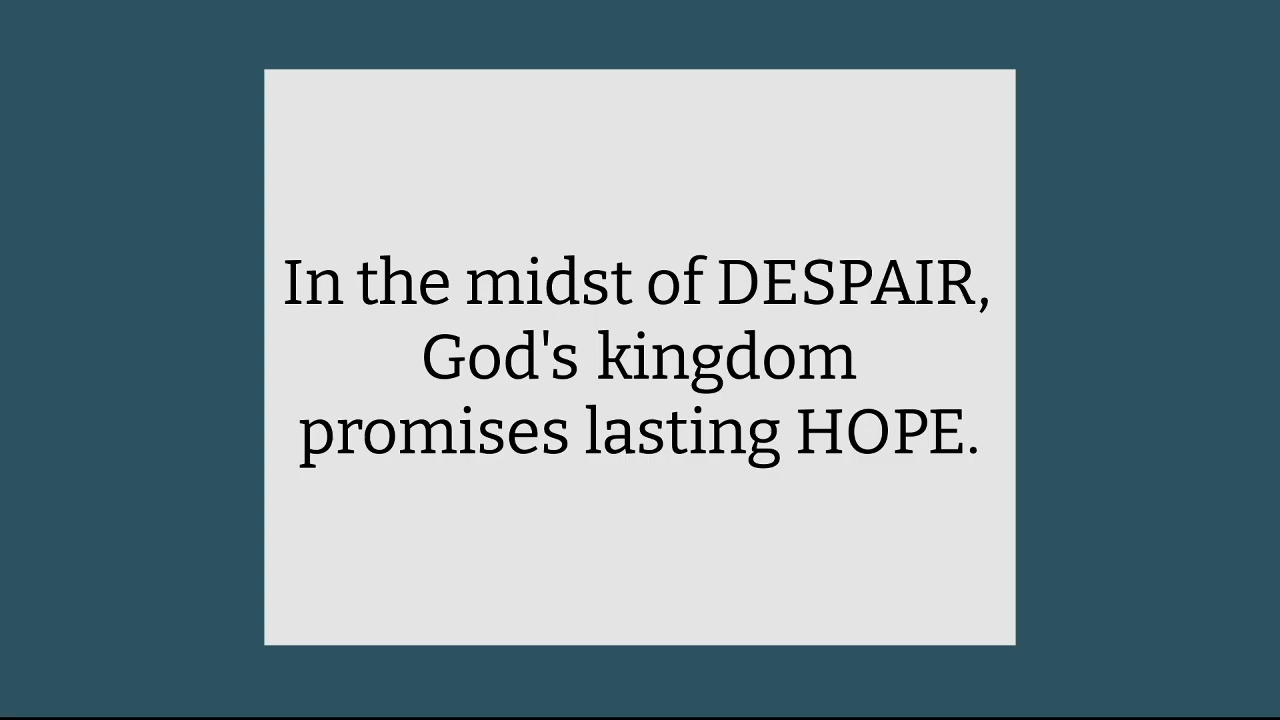 In the midst of DESPAIR,
God's kingdom
promises lasting HOPE.